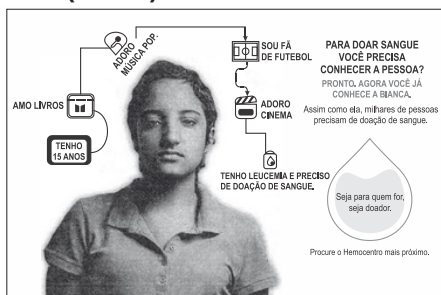 ADORO
MÚSICA POP.
SOU FÃ
DE FUTEBOL
AMO LIVROS
ADORO
CINEMA
TENHO
15 ANOS
TENHO LEUCEMIA E PRECISO
DE DOAÇÃO DE SANGUE.
PARA DOAR SANGUE
VOCÊ PRECISA
CONHECER A PESSOA?
PRONTO. AGORA VOCÊ JÁ
CONHECE A BIANCA.
Assim como ela, milhares de pessoas
precisam de doação de sangue.
Seja para quem for,
seja doador.
Procure o Hemocentro mais próximo.